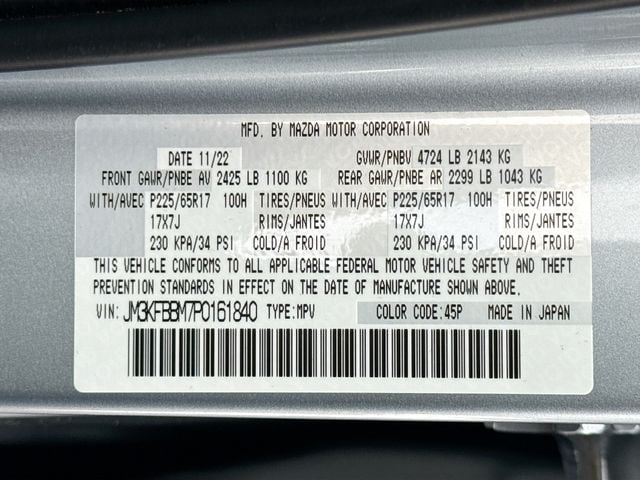 MFD. BY MAZDA MOTOR CORPORATION
DATE 11/22 GVWR/PNBV 4724 LB 2143 KG
FRONT GAWR/PNBE AV 2425 LB 1100 KG REAR GAWR/PNBE AR 2299 LB 1043 KG
WITH/AVEC P225/65R17 100H TIRES/PNEUS WITH/AVEC P225/65R17 100H TIRES/PNEUS
17X7J RIMS/JANTES 17X7J RIMS/JANTES
230 KPA/34 PSI COLD/A FROID 230 KPA/34 PSI COLD/A FROID
THIS VEHICLE CONFORMS TO ALL APPLICABLE FEDERAL MOTOR VEHICLE SAFETY AND THEFT
PREVENTION STANDARDS IN EFFECT ON THE DATE OF MANUFACTURE SHOWN ABOVE.
VIN: JM3KFBBM7P0161840 TYPE:MPV COLOR CODE:45P MADE IN JAPAN